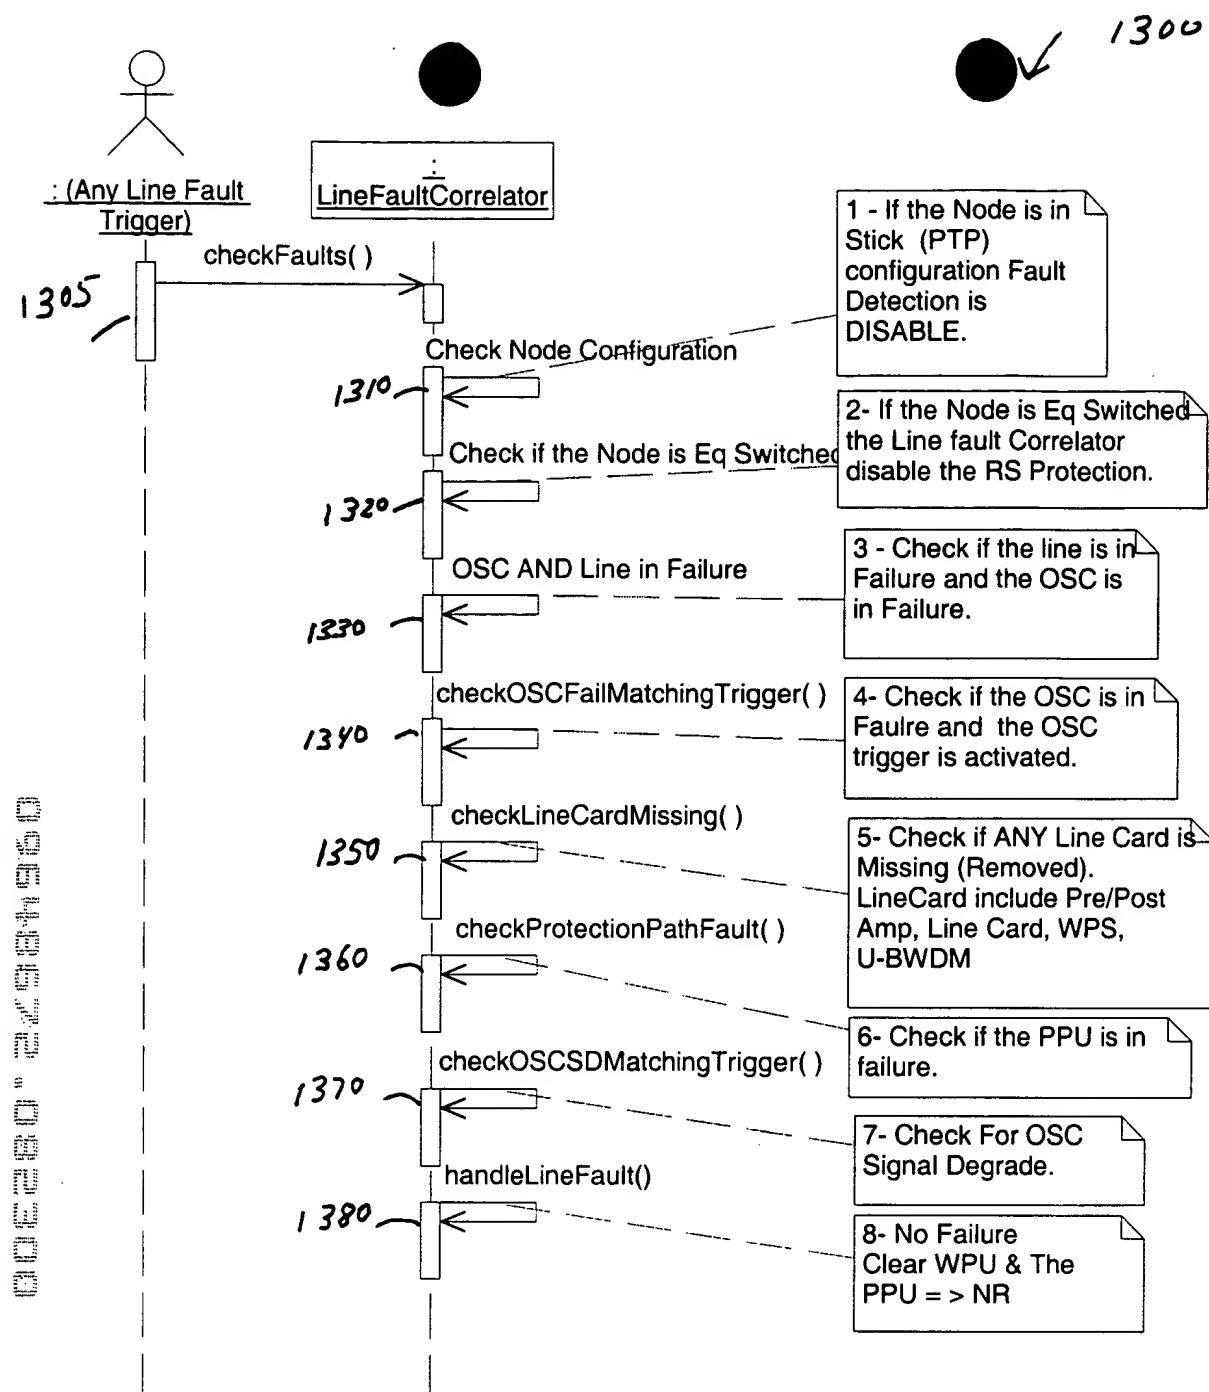 1300
: (Any Line Fault
Trigger)
:
LineFaultCorrelator
checkFaults( )
1305
1 - If the Node is in
Stick (PTP)
configuration Fault
Detection is
DISABLE.
Check Node Configuration
1310
2- If the Node is Eq Switched
the Line fault Correlator
disable the RS Protection.
Check if the Node is Eq Switched
1320
3 - Check if the line is in
Failure and the OSC is
in Failure.
OSC AND Line in Failure
1330
checkOSCFailMatchingTrigger( )
1340
4- Check if the OSC is in
Faulre and the OSC
trigger is activated.
checkLineCardMissing( )
1350
5- Check if ANY Line Card is
Missing (Removed).
LineCard include Pre/Post
Amp, Line Card, WPS,
U-BWDM
checkProtectionPathFault( )
1360
6- Check if the PPU is in
failure.
checkOSCSDMatchingTrigger( )
1370
7- Check For OSC
Signal Degrade.
handleLineFault()
1380
8- No Failure
Clear WPU & The
PPU = > NR